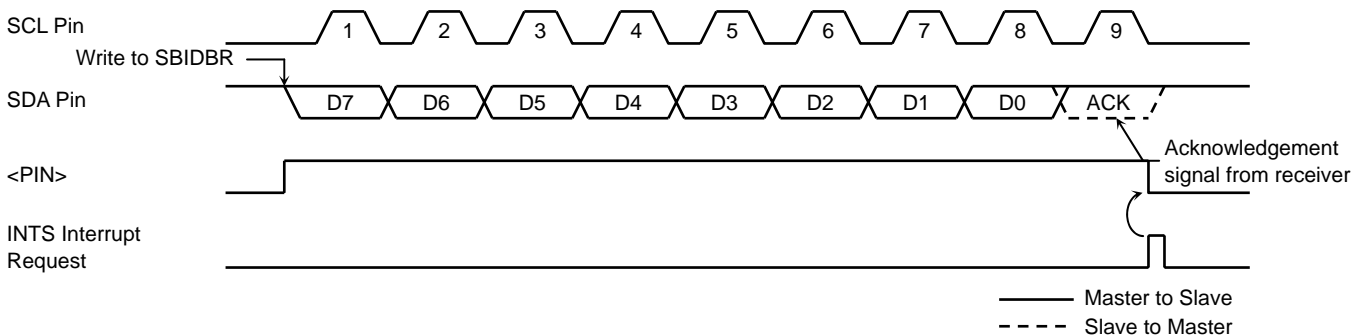 SCL Pin
1 2 3 4 5 6 7 8 9
Write to SBIDBR
SDA Pin
D7 D6 D5 D4 D3 D2 D1 D0 ACK
<PIN>
Acknowledgement
signal from receiver
INTS Interrupt
Request
Master to Slave
Slave to Master